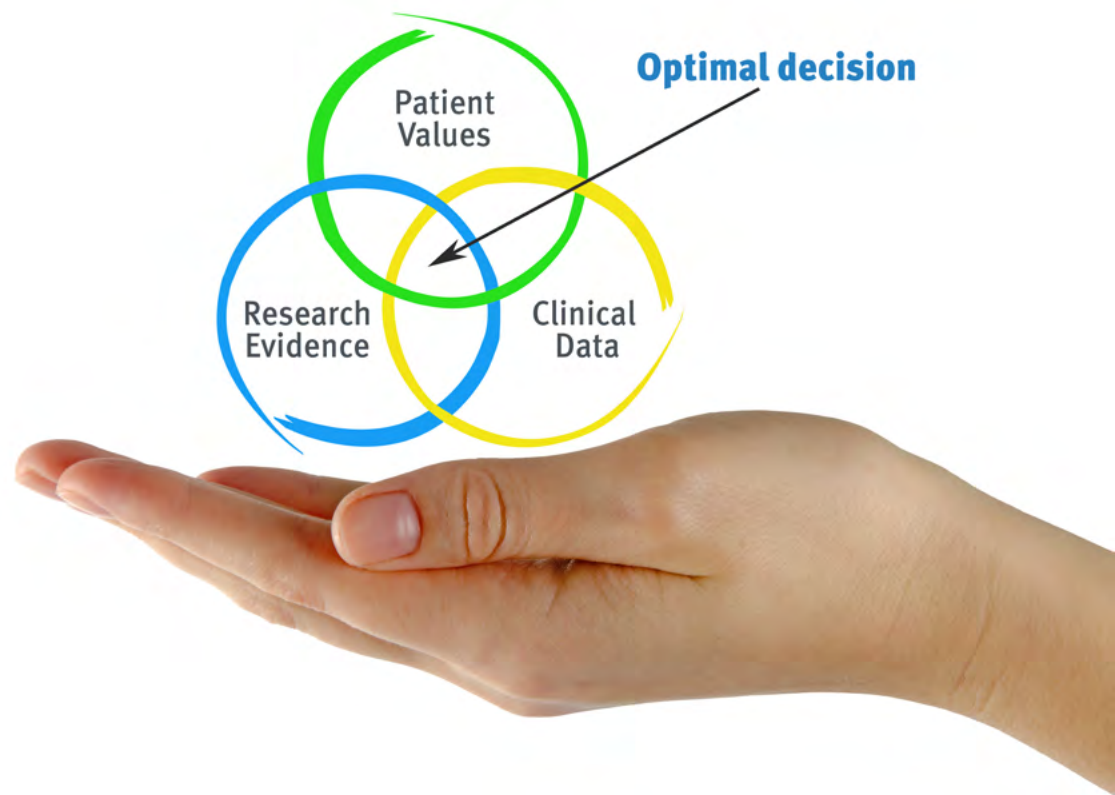 Optimal decision
Patient
Values
Research
Evidence
Clinical
Data